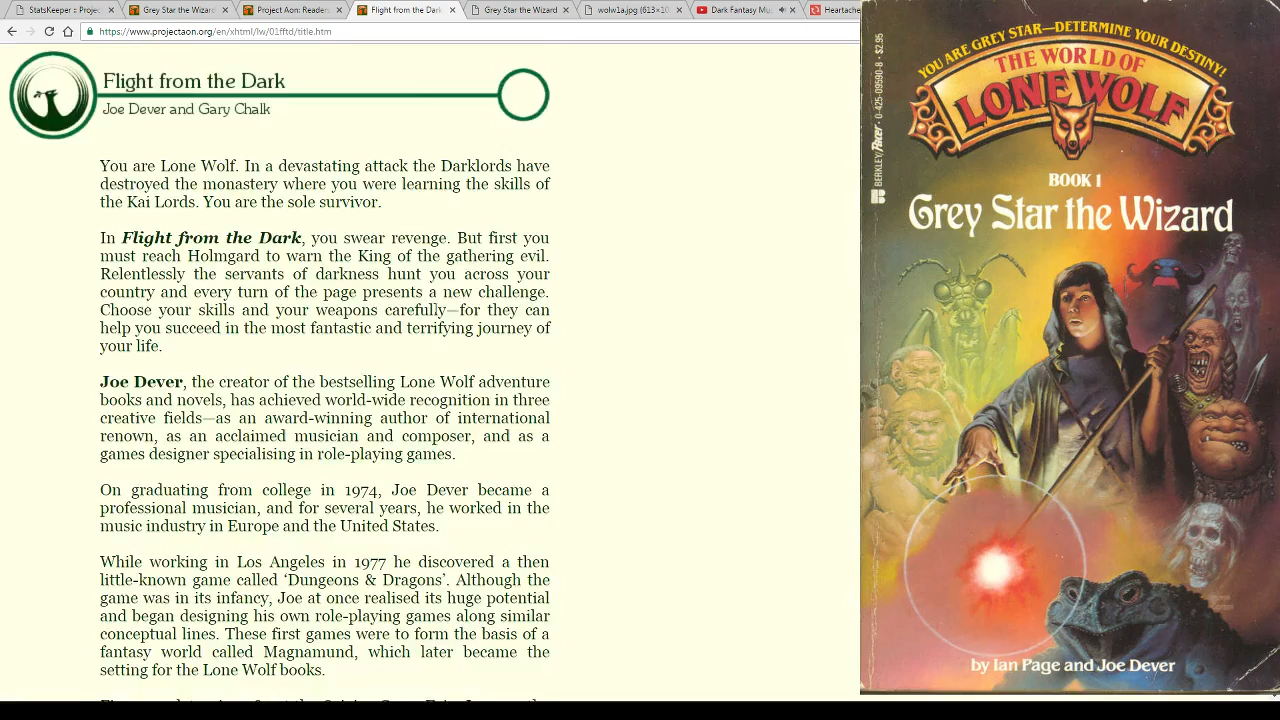 StatsKeeper :: Projec
Grey Star the Wizard
Project Aon: Readers
Flight from the Dark
Grey Star the Wizard
wolw1a.jpg (613×10
Dark Fantasy Mu
Heartache
https://www.projectaon.org/en/xhtml/lw/01fftd/title.htm
Flight from the Dark
Joe Dever and Gary Chalk
You are Lone Wolf. In a devastating attack the Darklords have
destroyed the monastery where you were learning the skills of
the Kai Lords. You are the sole survivor.
In Flight from the Dark, you swear revenge. But first you
must reach Holmgard to warn the King of the gathering evil.
Relentlessly the servants of darkness hunt you across your
country and every turn of the page presents a new challenge.
Choose your skills and your weapons carefully—for they can
help you succeed in the most fantastic and terrifying journey of
your life.
Joe Dever, the creator of the bestselling Lone Wolf adventure
books and novels, has achieved world-wide recognition in three
creative fields—as an award-winning author of international
renown, as an acclaimed musician and composer, and as a
games designer specialising in role-playing games.
On graduating from college in 1974, Joe Dever became a
professional musician, and for several years, he worked in the
music industry in Europe and the United States.
While working in Los Angeles in 1977 he discovered a then
little-known game called ‘Dungeons & Dragons’. Although the
game was in its infancy, Joe at once realised its huge potential
and began designing his own role-playing games along similar
conceptual lines. These first games were to form the basis of a
fantasy world called Magnamund, which later became the
setting for the Lone Wolf books.
YOU ARE GREY STAR—DETERMINE YOUR DESTINY!
THE WORLD OF
LONE WOLF
BOOK 1
Grey Star the Wizard
BERKLEY/Pacer • 0-425-09590-8 • $2.95
by Ian Page and Joe Dever